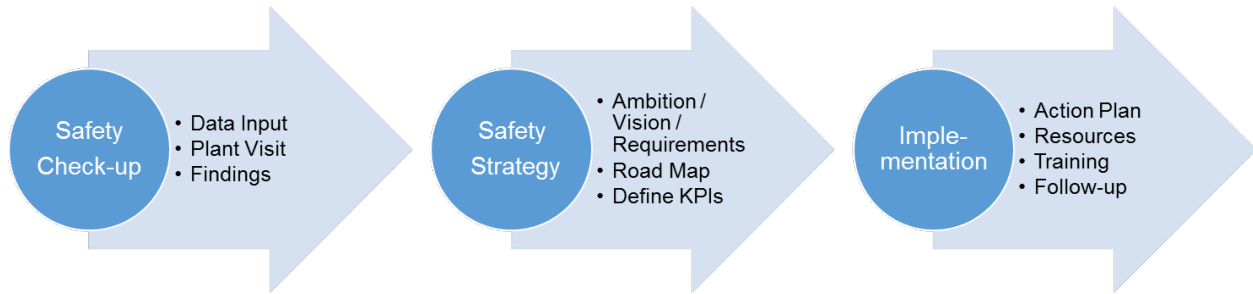 Safety
Check-up
• Data Input
• Plant Visit
• Findings
Safety
Strategy
• Ambition /
Vision /
Requirements
• Road Map
• Define KPIs
Imple-
mentation
• Action Plan
• Resources
• Training
• Follow-up